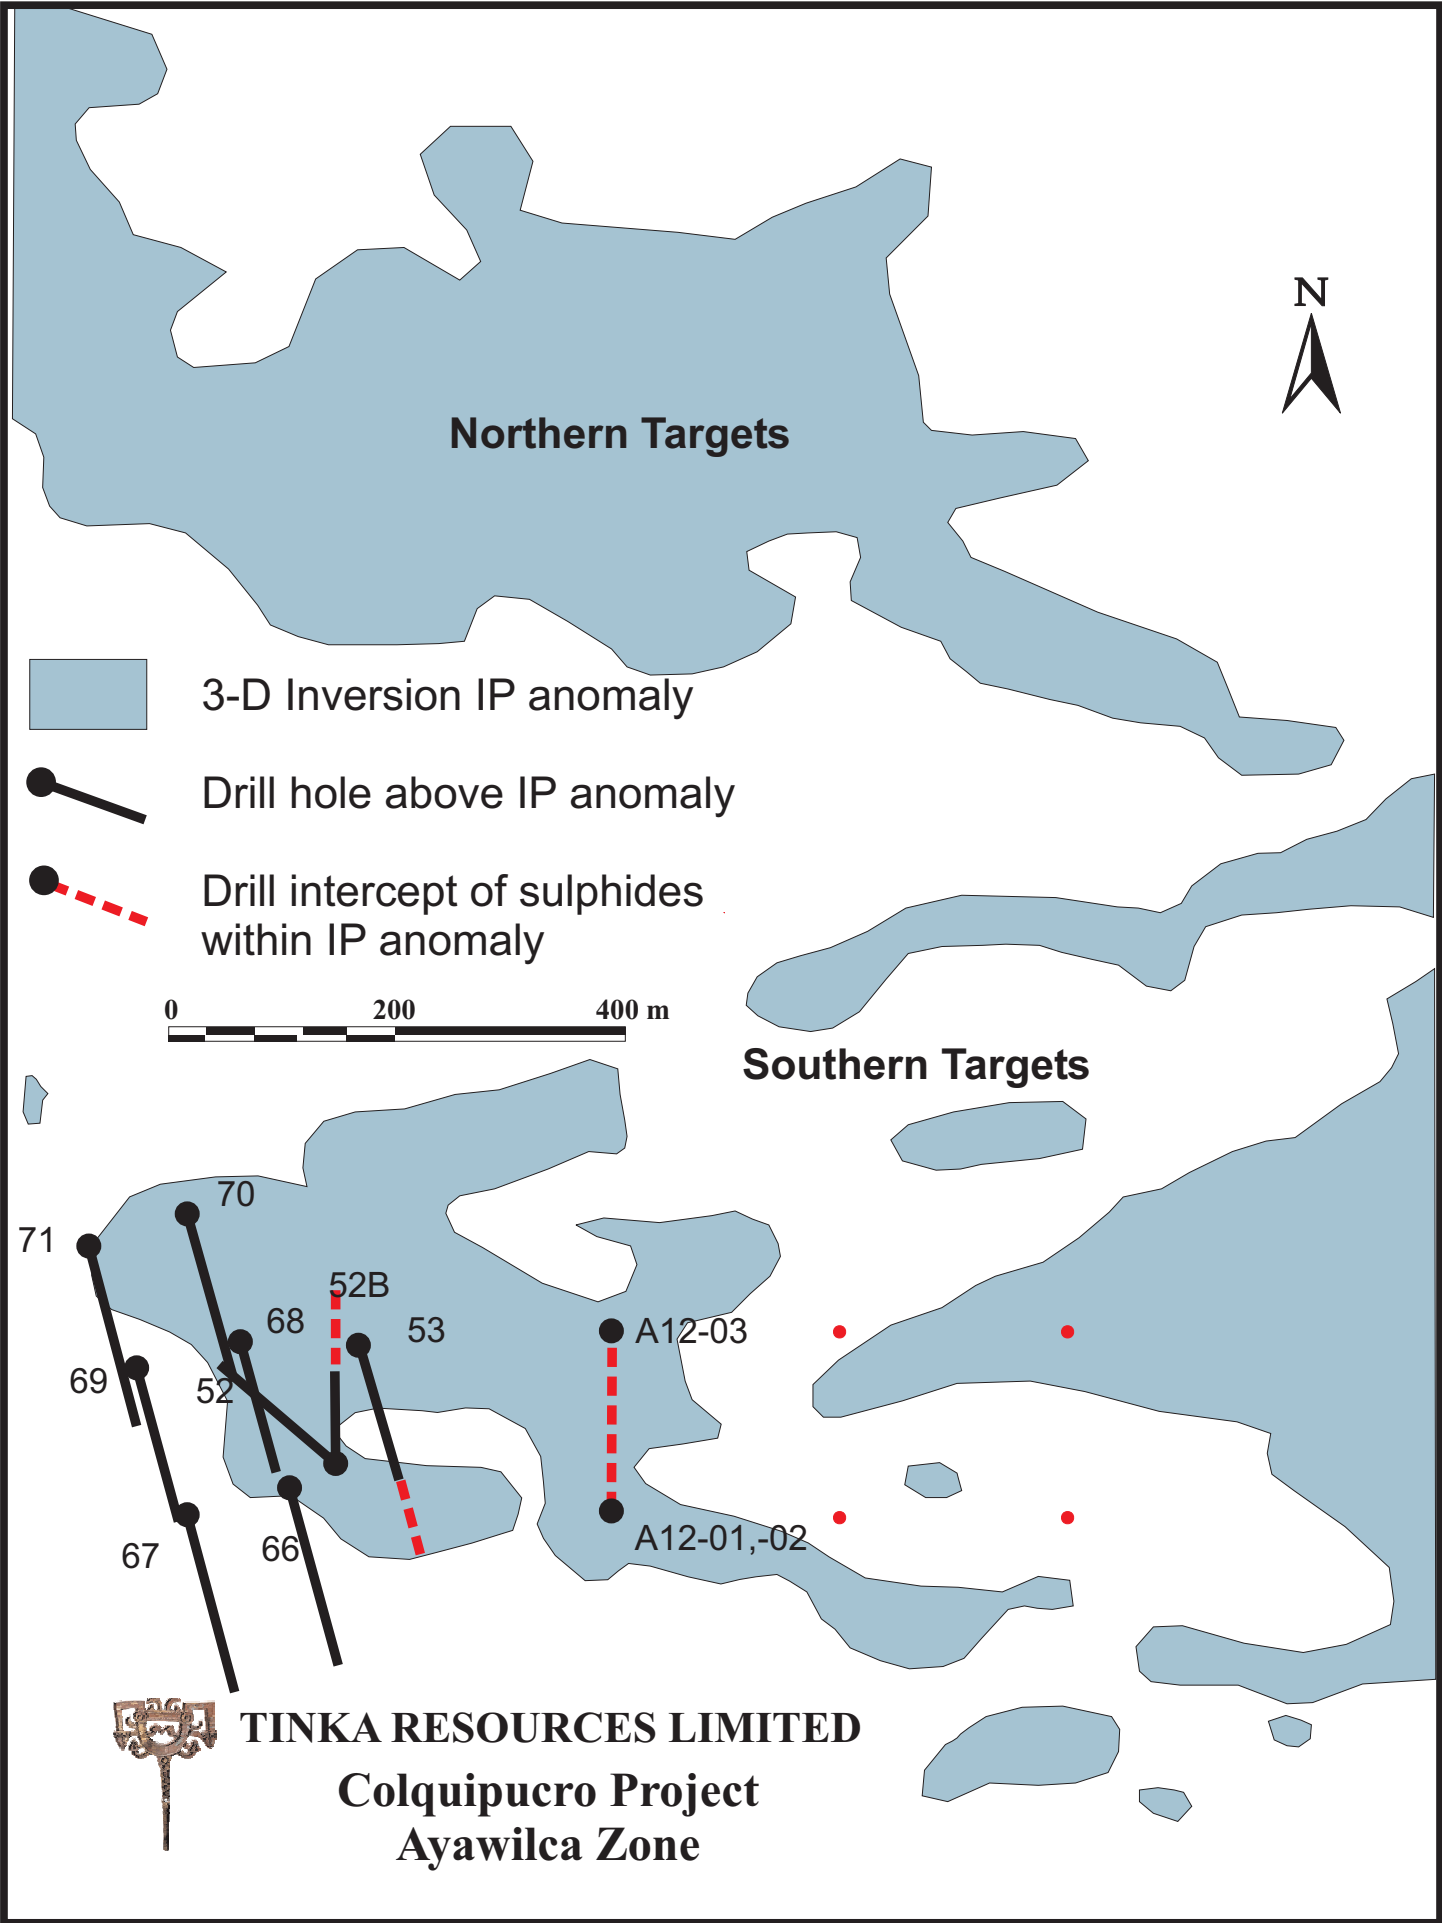 N
Northern Targets
3-D Inversion IP anomaly
Drill hole above IP anomaly
Drill intercept of sulphides
within IP anomaly
0 200 400 m
Southern Targets
70
71
52B
68
53
A12-03
69
52
A12-01,-02
67
66
TINKA RESOURCES LIMITED
Colquipucro Project
Ayawilca Zone